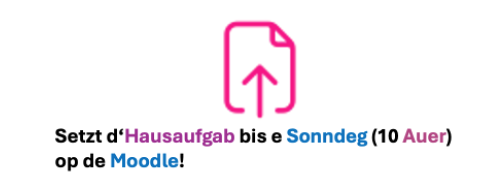 Setzt d‘Hausaufgab bis e Sonndeg (10 Auer)
op de Moodle!